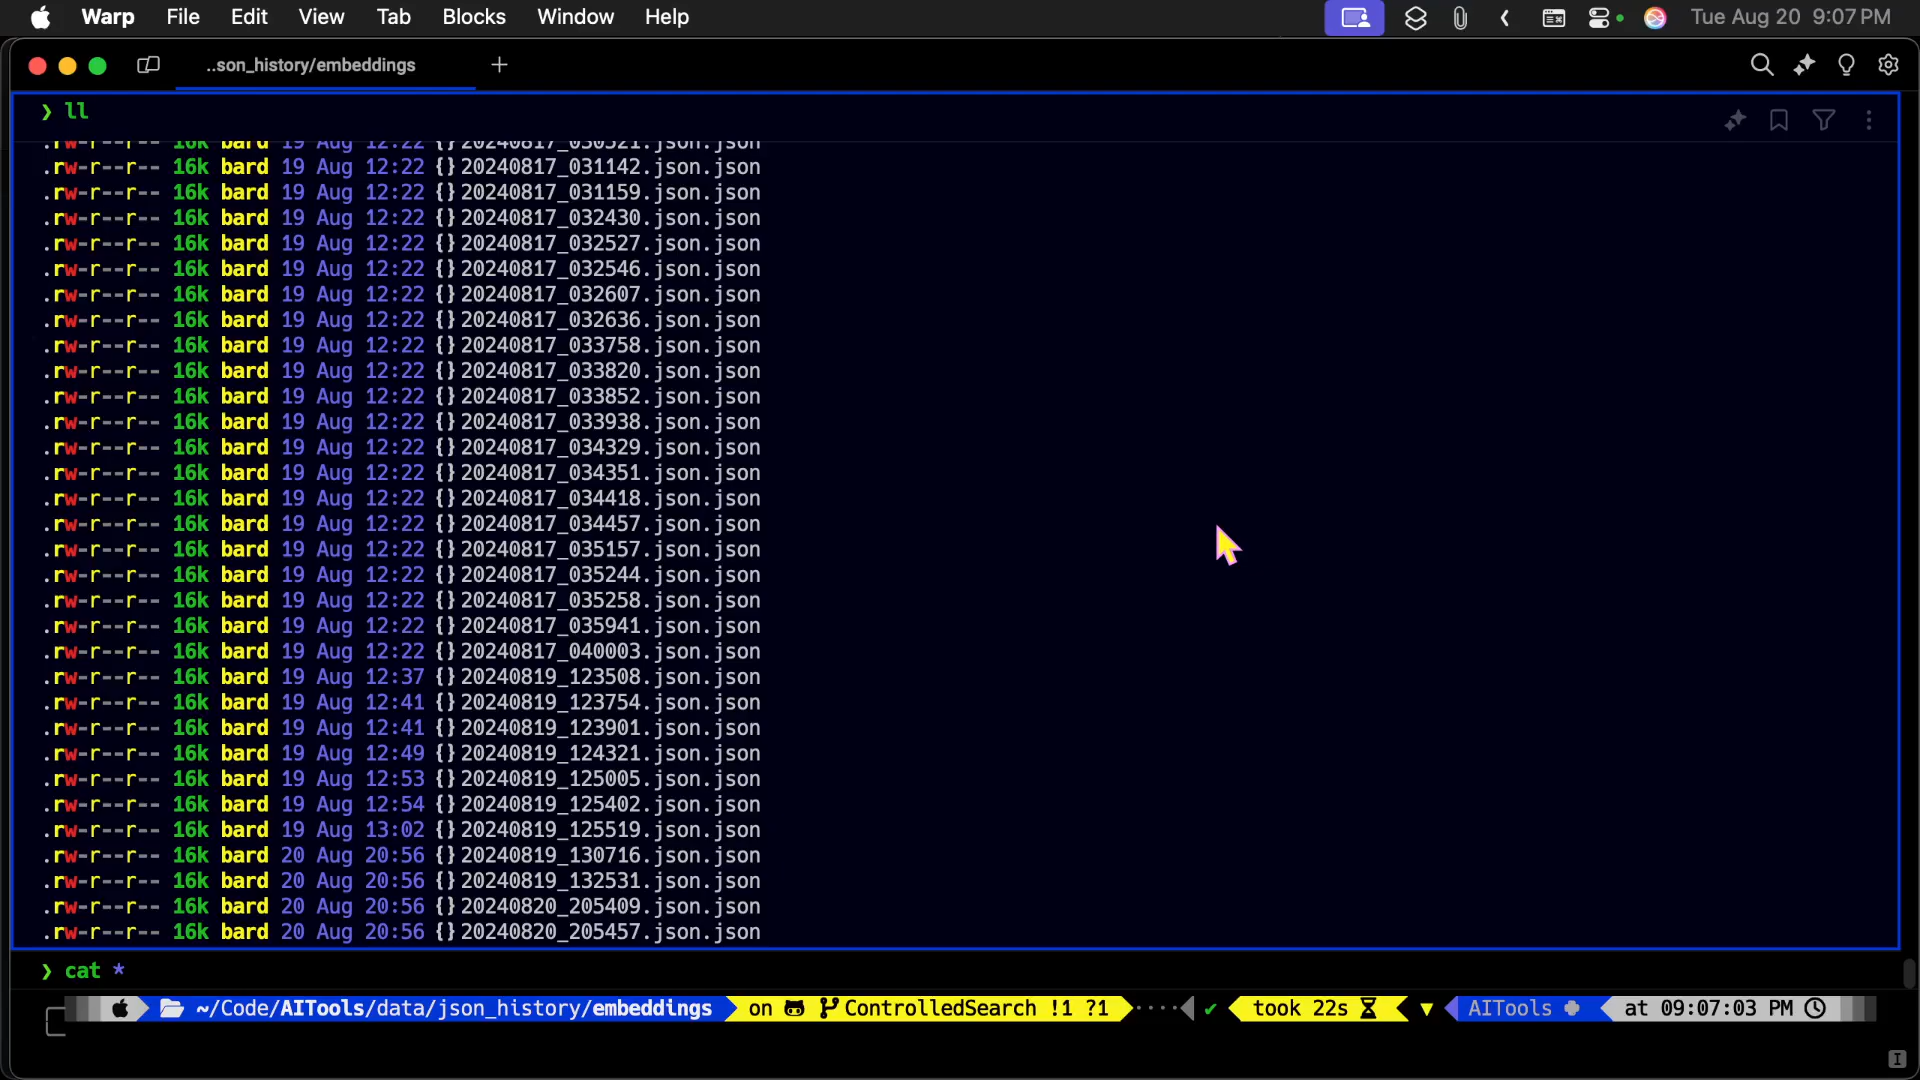 Warp File Edit View Tab Blocks Window Help Tue Aug 20 9:07 PM
..son_history/embeddings +
❯ ll
.rw-r--r-- 16k bard 19 Aug 12:22 {} 20240817_030521.json.json
.rw-r--r-- 16k bard 19 Aug 12:22 {} 20240817_031142.json.json
.rw-r--r-- 16k bard 19 Aug 12:22 {} 20240817_031159.json.json
.rw-r--r-- 16k bard 19 Aug 12:22 {} 20240817_032430.json.json
.rw-r--r-- 16k bard 19 Aug 12:22 {} 20240817_032527.json.json
.rw-r--r-- 16k bard 19 Aug 12:22 {} 20240817_032546.json.json
.rw-r--r-- 16k bard 19 Aug 12:22 {} 20240817_032607.json.json
.rw-r--r-- 16k bard 19 Aug 12:22 {} 20240817_032636.json.json
.rw-r--r-- 16k bard 19 Aug 12:22 {} 20240817_033758.json.json
.rw-r--r-- 16k bard 19 Aug 12:22 {} 20240817_033820.json.json
.rw-r--r-- 16k bard 19 Aug 12:22 {} 20240817_033852.json.json
.rw-r--r-- 16k bard 19 Aug 12:22 {} 20240817_033938.json.json
.rw-r--r-- 16k bard 19 Aug 12:22 {} 20240817_034329.json.json
.rw-r--r-- 16k bard 19 Aug 12:22 {} 20240817_034351.json.json
.rw-r--r-- 16k bard 19 Aug 12:22 {} 20240817_034418.json.json
.rw-r--r-- 16k bard 19 Aug 12:22 {} 20240817_034457.json.json
.rw-r--r-- 16k bard 19 Aug 12:22 {} 20240817_035157.json.json
.rw-r--r-- 16k bard 19 Aug 12:22 {} 20240817_035244.json.json
.rw-r--r-- 16k bard 19 Aug 12:22 {} 20240817_035258.json.json
.rw-r--r-- 16k bard 19 Aug 12:22 {} 20240817_035941.json.json
.rw-r--r-- 16k bard 19 Aug 12:22 {} 20240817_040003.json.json
.rw-r--r-- 16k bard 19 Aug 12:37 {} 20240819_123508.json.json
.rw-r--r-- 16k bard 19 Aug 12:41 {} 20240819_123754.json.json
.rw-r--r-- 16k bard 19 Aug 12:41 {} 20240819_123901.json.json
.rw-r--r-- 16k bard 19 Aug 12:49 {} 20240819_124321.json.json
.rw-r--r-- 16k bard 19 Aug 12:53 {} 20240819_125005.json.json
.rw-r--r-- 16k bard 19 Aug 12:54 {} 20240819_125402.json.json
.rw-r--r-- 16k bard 19 Aug 13:02 {} 20240819_125519.json.json
.rw-r--r-- 16k bard 20 Aug 20:56 {} 20240819_130716.json.json
.rw-r--r-- 16k bard 20 Aug 20:56 {} 20240819_132531.json.json
.rw-r--r-- 16k bard 20 Aug 20:56 {} 20240820_205409.json.json
.rw-r--r-- 16k bard 20 Aug 20:56 {} 20240820_205457.json.json
❯ cat *
~/Code/AITools/data/json_history/embeddings on ControlledSearch !1 ?1 ✓ took 22s AITools at 09:07:03 PM